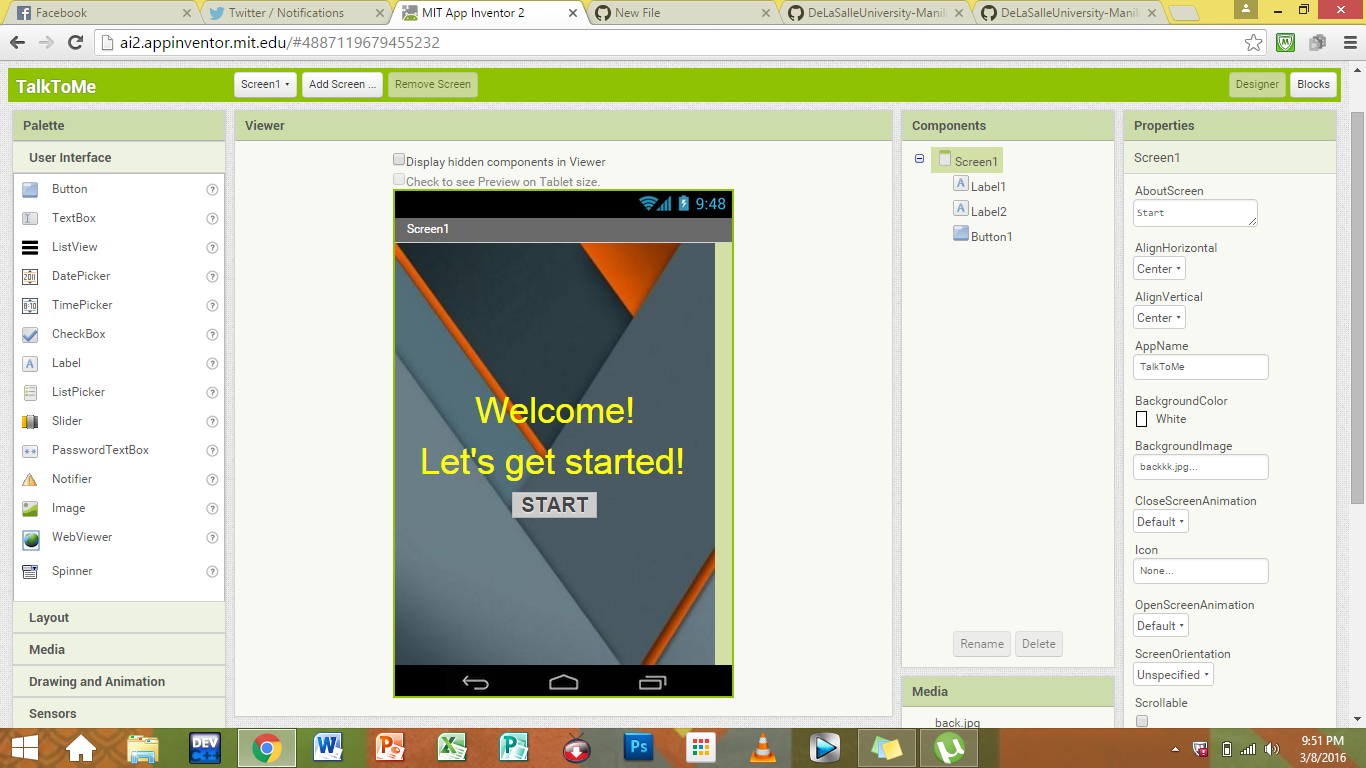 Facebook
Twitter / Notifications
MIT App Inventor 2
New File
DeLaSalleUniversity-Manil
DeLaSalleUniversity-Manil
ai2.appinventor.mit.edu/#4887119679455232
TalkToMe
Screen1
Add Screen ...
Remove Screen
Designer
Blocks
Palette
User Interface
Button
TextBox
ListView
DatePicker
TimePicker
CheckBox
Label
ListPicker
Slider
PasswordTextBox
Notifier
Image
WebViewer
Spinner
Layout
Media
Drawing and Animation
Sensors
Viewer
Display hidden components in Viewer
Check to see Preview on Tablet size.
9:48
Screen1
Welcome!
Let's get started!
START
Components
Screen1
Label1
Label2
Button1
Rename
Delete
Media
back.jpg
Properties
Screen1
AboutScreen
Start
AlignHorizontal
Center
AlignVertical
Center
AppName
TalkToMe
BackgroundColor
White
BackgroundImage
backkk.jpg...
CloseScreenAnimation
Default
Icon
None...
OpenScreenAnimation
Default
ScreenOrientation
Unspecified
Scrollable
DEV
C++
Ps
9:51 PM
3/8/2016